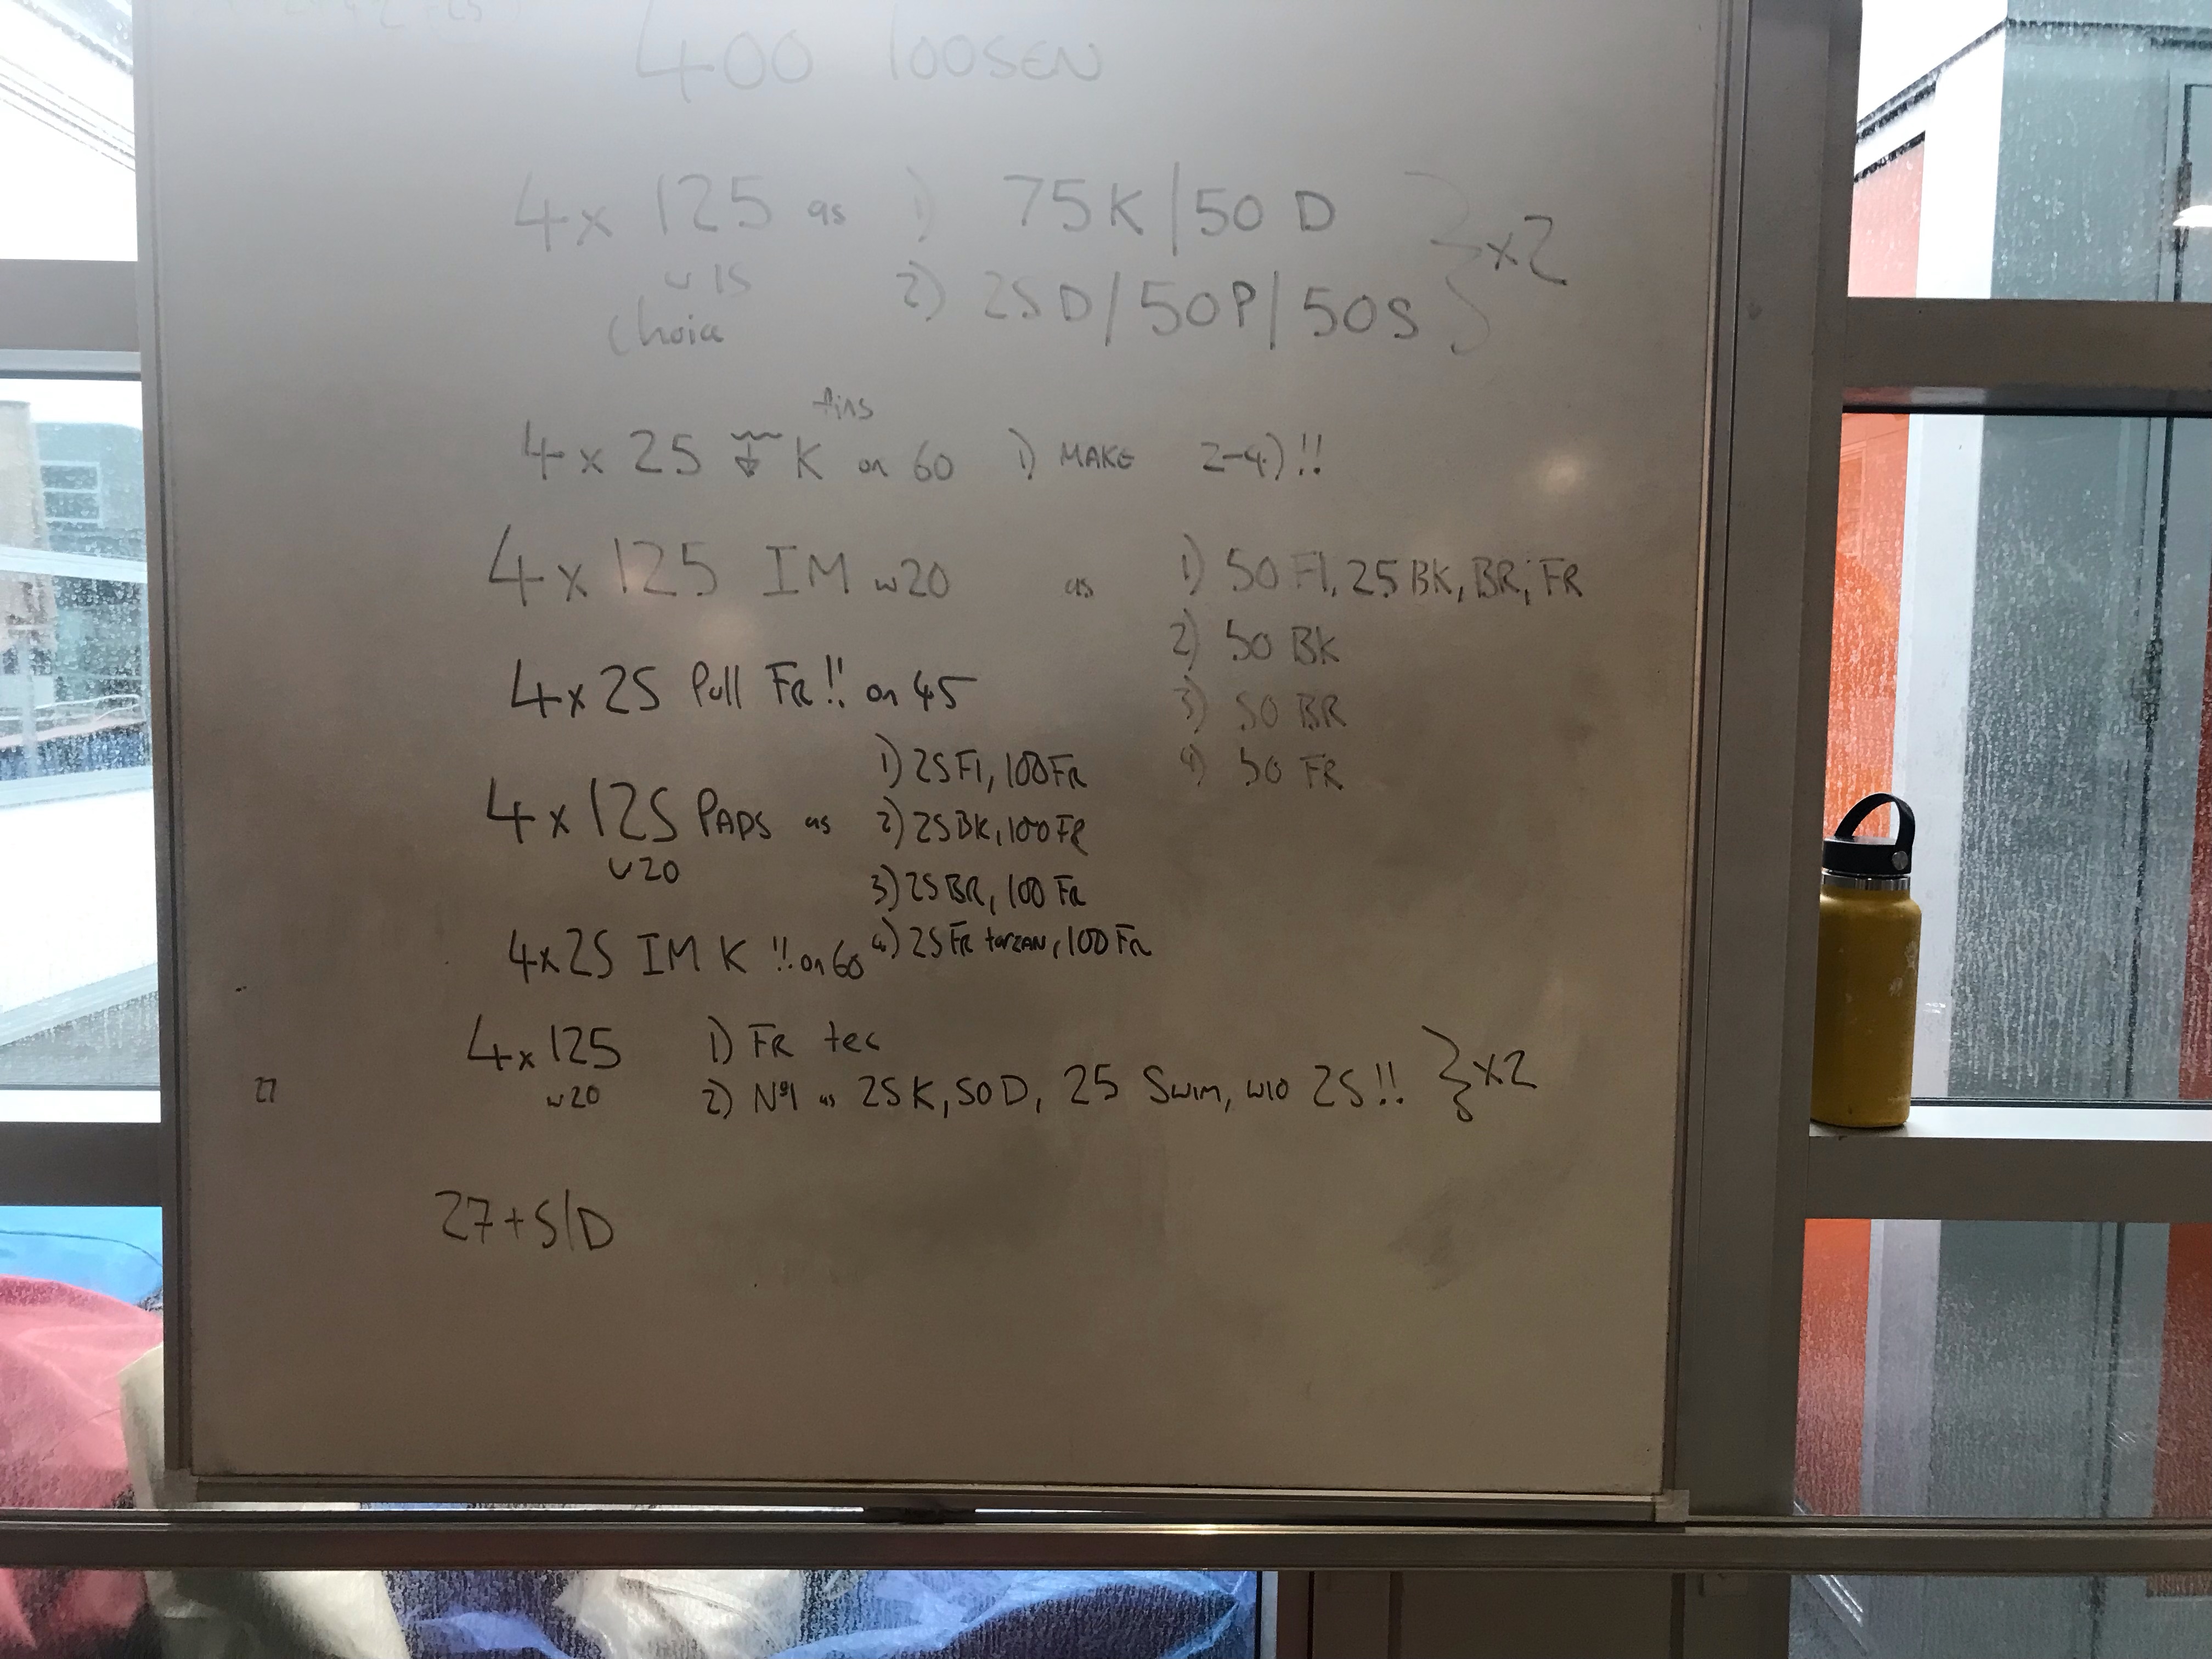 400 loosen
4 x 125 as 1) 75K/50 D } x2
w15 2) 25D/50P/50S
choice
fins
4 x 25 K on 60 1) MAKE 2-4) !!
4 x 125 IM w20 as 1) 50 Fl, 25 BK, BR, FR
2) 50 BK
4 x 25 Pull FR!! on 45 3) 50 BR
1) 25 Fl, 100 FR 4) 50 FR
4 x 125 PADS as 2) 25 BK, 100 FR
w20
3) 25 BR, 100 FR
4x25 IM K !! on 60 4) 25 FR tarzan, 100 FR
4 x 125 1) FR tec
w20 2) Nº1 as 25 K, 50 D, 25 Swim, w10 25!! } x2
27
27 + S/D